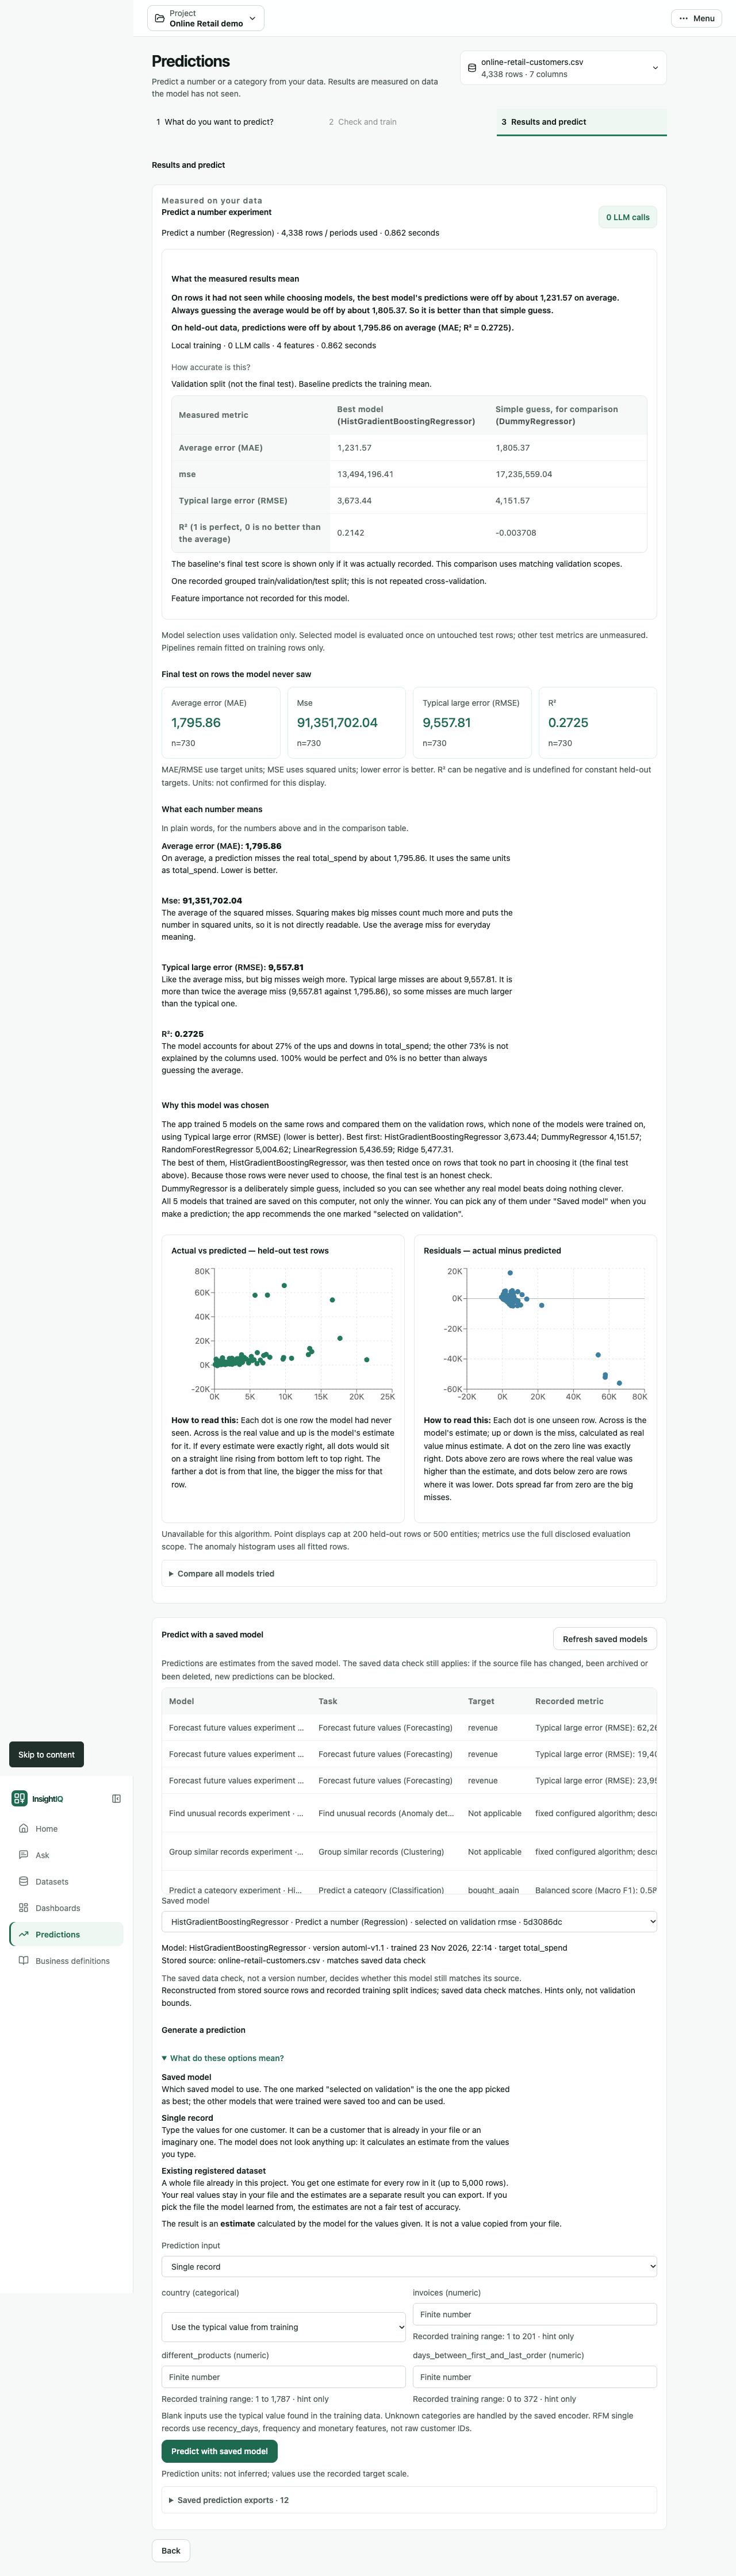 Project
Online Retail demo
Menu
Predictions
Predict a number or a category from your data. Results are measured on data
the model has not seen.
online-retail-customers.csv
4,338 rows · 7 columns
1 What do you want to predict?
2 Check and train
3 Results and predict
Results and predict
Measured on your data
Predict a number experiment
0 LLM calls
Predict a number (Regression) · 4,338 rows / periods used · 0.862 seconds
What the measured results mean
On rows it had not seen while choosing models, the best model's predictions were off by about 1,231.57 on average.
Always guessing the average would be off by about 1,805.37. So it is better than that simple guess.
On held-out data, predictions were off by about 1,795.86 on average (MAE; R² = 0.2725).
Local training · 0 LLM calls · 4 features · 0.862 seconds
How accurate is this?
Validation split (not the final test). Baseline predicts the training mean.
Measured metric
Best model
(HistGradientBoostingRegressor)
Simple guess, for comparison
(DummyRegressor)
Average error (MAE)
1,231.57
1,805.37
mse
13,494,196.41
17,235,559.04
Typical large error (RMSE)
3,673.44
4,151.57
R² (1 is perfect, 0 is no better than
the average)
0.2142
-0.003708
The baseline's final test score is shown only if it was actually recorded. This comparison uses matching validation scopes.
One recorded grouped train/validation/test split; this is not repeated cross-validation.
Feature importance not recorded for this model.
Model selection uses validation only. Selected model is evaluated once on untouched test rows; other test metrics are unmeasured.
Pipelines remain fitted on training rows only.
Final test on rows the model never saw
Average error (MAE)
1,795.86
n=730
Mse
91,351,702.04
n=730
Typical large error (RMSE)
9,557.81
n=730
R²
0.2725
n=730
MAE/RMSE use target units; MSE uses squared units; lower error is better. R² can be negative and is undefined for constant held-out
targets. Units: not confirmed for this display.
What each number means
In plain words, for the numbers above and in the comparison table.
Average error (MAE): 1,795.86
On average, a prediction misses the real total_spend by about 1,795.86. It uses the same units
as total_spend. Lower is better.
Mse: 91,351,702.04
The average of the squared misses. Squaring makes big misses count much more and puts the
number in squared units, so it is not directly readable. Use the average miss for everyday
meaning.
Typical large error (RMSE): 9,557.81
Like the average miss, but big misses weigh more. Typical large misses are about 9,557.81. It is
more than twice the average miss (9,557.81 against 1,795.86), so some misses are much larger
than the typical one.
R²: 0.2725
The model accounts for about 27% of the ups and downs in total_spend; the other 73% is not
explained by the columns used. 100% would be perfect and 0% is no better than always
guessing the average.
Why this model was chosen
The app trained 5 models on the same rows and compared them on the validation rows, which none of the models were trained on,
using Typical large error (RMSE) (lower is better). Best first: HistGradientBoostingRegressor 3,673.44; DummyRegressor 4,151.57;
RandomForestRegressor 5,004.62; LinearRegression 5,436.59; Ridge 5,477.31.
The best of them, HistGradientBoostingRegressor, was then tested once on rows that took no part in choosing it (the final test
above). Because those rows were never used to choose, the final test is an honest check.
DummyRegressor is a deliberately simple guess, included so you can see whether any real model beats doing nothing clever.
All 5 models that trained are saved on this computer, not only the winner. You can pick any of them under "Saved model" when you
make a prediction; the app recommends the one marked "selected on validation".
Actual vs predicted — held-out test rows
80K
60K
40K
20K
0K
-20K
0K 5K 10K 15K 20K 25K
How to read this: Each dot is one row the model had never
seen. Across is the real value and up is the model's estimate
for it. If every estimate were exactly right, all dots would sit
on a straight line rising from bottom left to top right. The
farther a dot is from that line, the bigger the miss for that
row.
Residuals — actual minus predicted
20K
0K
-20K
-40K
-60K
-20K 0K 20K 40K 60K 80K
How to read this: Each dot is one unseen row. Across is the
model's estimate; up or down is the miss, calculated as real
value minus estimate. A dot on the zero line was exactly
right. Dots above zero are rows where the real value was
higher than the estimate, and dots below zero are rows
where it was lower. Dots spread far from zero are the big
misses.
Unavailable for this algorithm. Point displays cap at 200 held-out rows or 500 entities; metrics use the full disclosed evaluation
scope. The anomaly histogram uses all fitted rows.
Compare all models tried
Predict with a saved model
Refresh saved models
Predictions are estimates from the saved model. The saved data check still applies: if the source file has changed, been archived or
been deleted, new predictions can be blocked.
Model Task Target Recorded metric
Forecast future values experiment ... Forecast future values (Forecasting) revenue Typical large error (RMSE): 62,26
Forecast future values experiment ... Forecast future values (Forecasting) revenue Typical large error (RMSE): 19,40
Forecast future values experiment ... Forecast future values (Forecasting) revenue Typical large error (RMSE): 23,95
Find unusual records experiment · ... Find unusual records (Anomaly det... Not applicable fixed configured algorithm; descr
Group similar records experiment ·... Group similar records (Clustering) Not applicable fixed configured algorithm; descr
Predict a category experiment · Hi... Predict a category (Classification) bought_again Balanced score (Macro F1): 0.58
Saved model
HistGradientBoostingRegressor · Predict a number (Regression) · selected on validation rmse · 5d3086dc
Model: HistGradientBoostingRegressor · version automl-v1.1 · trained 23 Nov 2026, 22:14 · target total_spend
Stored source: online-retail-customers.csv · matches saved data check
The saved data check, not a version number, decides whether this model still matches its source.
Reconstructed from stored source rows and recorded training split indices; saved data check matches. Hints only, not validation
bounds.
Generate a prediction
What do these options mean?
Saved model
Which saved model to use. The one marked "selected on validation" is the one the app picked
as best; the other models that were trained were saved too and can be used.
Single record
Type the values for one customer. It can be a customer that is already in your file or an
imaginary one. The model does not look anything up: it calculates an estimate from the values
you type.
Existing registered dataset
A whole file already in this project. You get one estimate for every row in it (up to 5,000 rows).
Your real values stay in your file and the estimates are a separate result you can export. If you
pick the file the model learned from, the estimates are not a fair test of accuracy.
The result is an estimate calculated by the model for the values given. It is not a value copied from your file.
Prediction input
Single record
country (categorical)
Use the typical value from training
invoices (numeric)
Finite number
Recorded training range: 1 to 201 · hint only
different_products (numeric)
Finite number
Recorded training range: 1 to 1,787 · hint only
days_between_first_and_last_order (numeric)
Finite number
Recorded training range: 0 to 372 · hint only
Blank inputs use the typical value found in the training data. Unknown categories are handled by the saved encoder. RFM single
records use recency_days, frequency and monetary features, not raw customer IDs.
Predict with saved model
Prediction units: not inferred; values use the recorded target scale.
Saved prediction exports · 12
Back
Skip to content
InsightIQ
Home
Ask
Datasets
Dashboards
Predictions
Business definitions